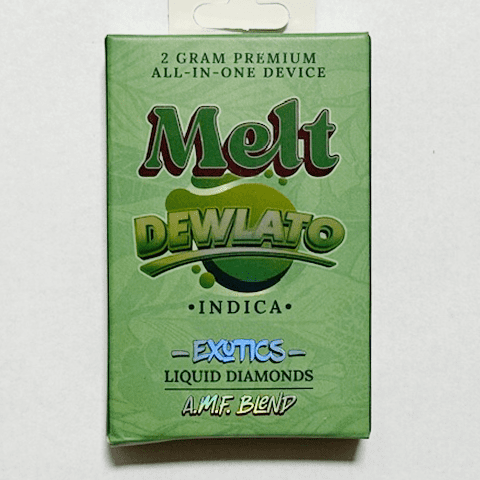 2 GRAM PREMIUM
ALL-IN-ONE DEVICE
Melt
DEWLATO
•INDICA•
— EXOTICS —
LIQUID DIAMONDS
A.M.F. BLEND